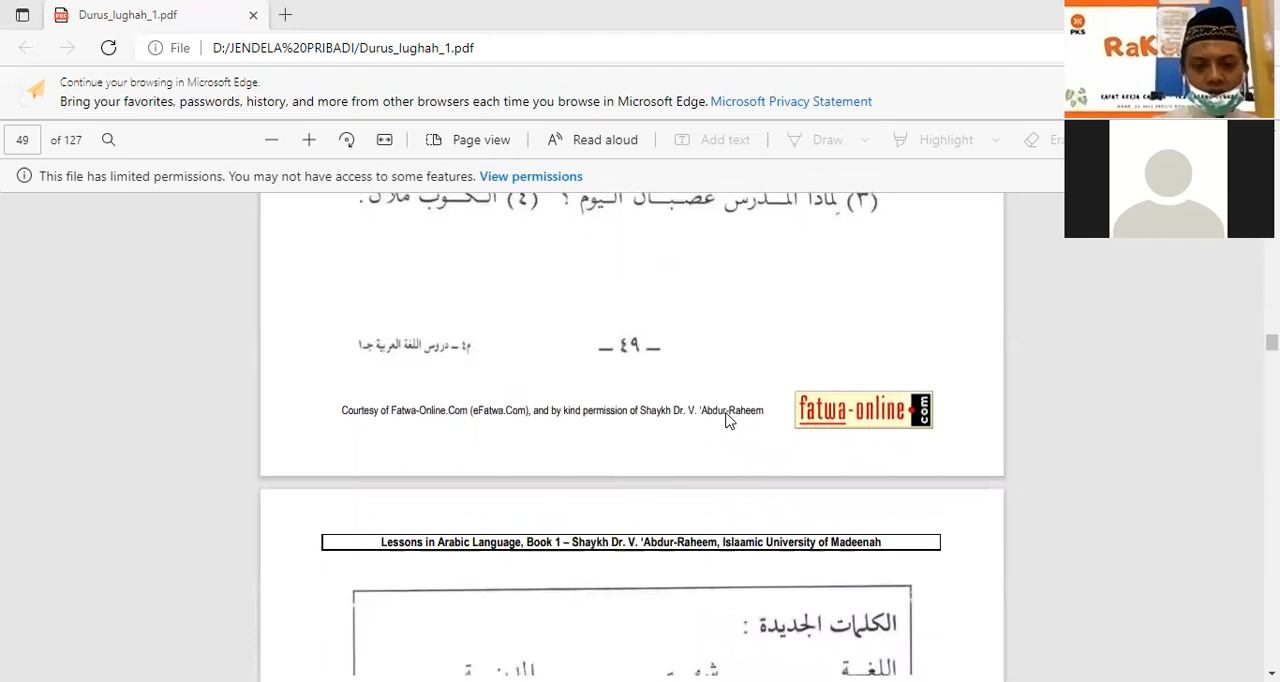 Durus_lughah_1.pdf
File
D:/JENDELA%20PRIBADI/Durus_lughah_1.pdf
Continue your browsing in Microsoft Edge.
Bring your favorites, passwords, history, and more from other browsers each time you browse in Microsoft Edge. Microsoft Privacy Statement
49 of 127
Page view
Read aloud
Add text
Draw
Highlight
This file has limited permissions. You may not have access to some features. View permissions
(٣) لماذا المدرس غضبان اليوم ؟ (٤) الكوب ملآن .
— ٤٩ —
م٤ – دروس اللغة العربية جـ١
Courtesy of Fatwa-Online.Com (eFatwa.Com), and by kind permission of Shaykh Dr. V. 'Abdur-Raheem
fatwa-online.com
Lessons in Arabic Language, Book 1 – Shaykh Dr. V. 'Abdur-Raheem, Islaamic University of Madeenah
الكلمات الجديدة :
اللغة
PKS